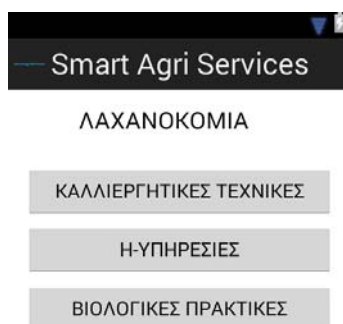 Smart Agri Services
ΛΑΧΑΝΟΚΟΜΙΑ
ΚΑΛΛΙΕΡΓΗΤΙΚΕΣ ΤΕΧΝΙΚΕΣ
Η-ΥΠΗΡΕΣΙΕΣ
ΒΙΟΛΟΓΙΚΕΣ ΠΡΑΚΤΙΚΕΣ